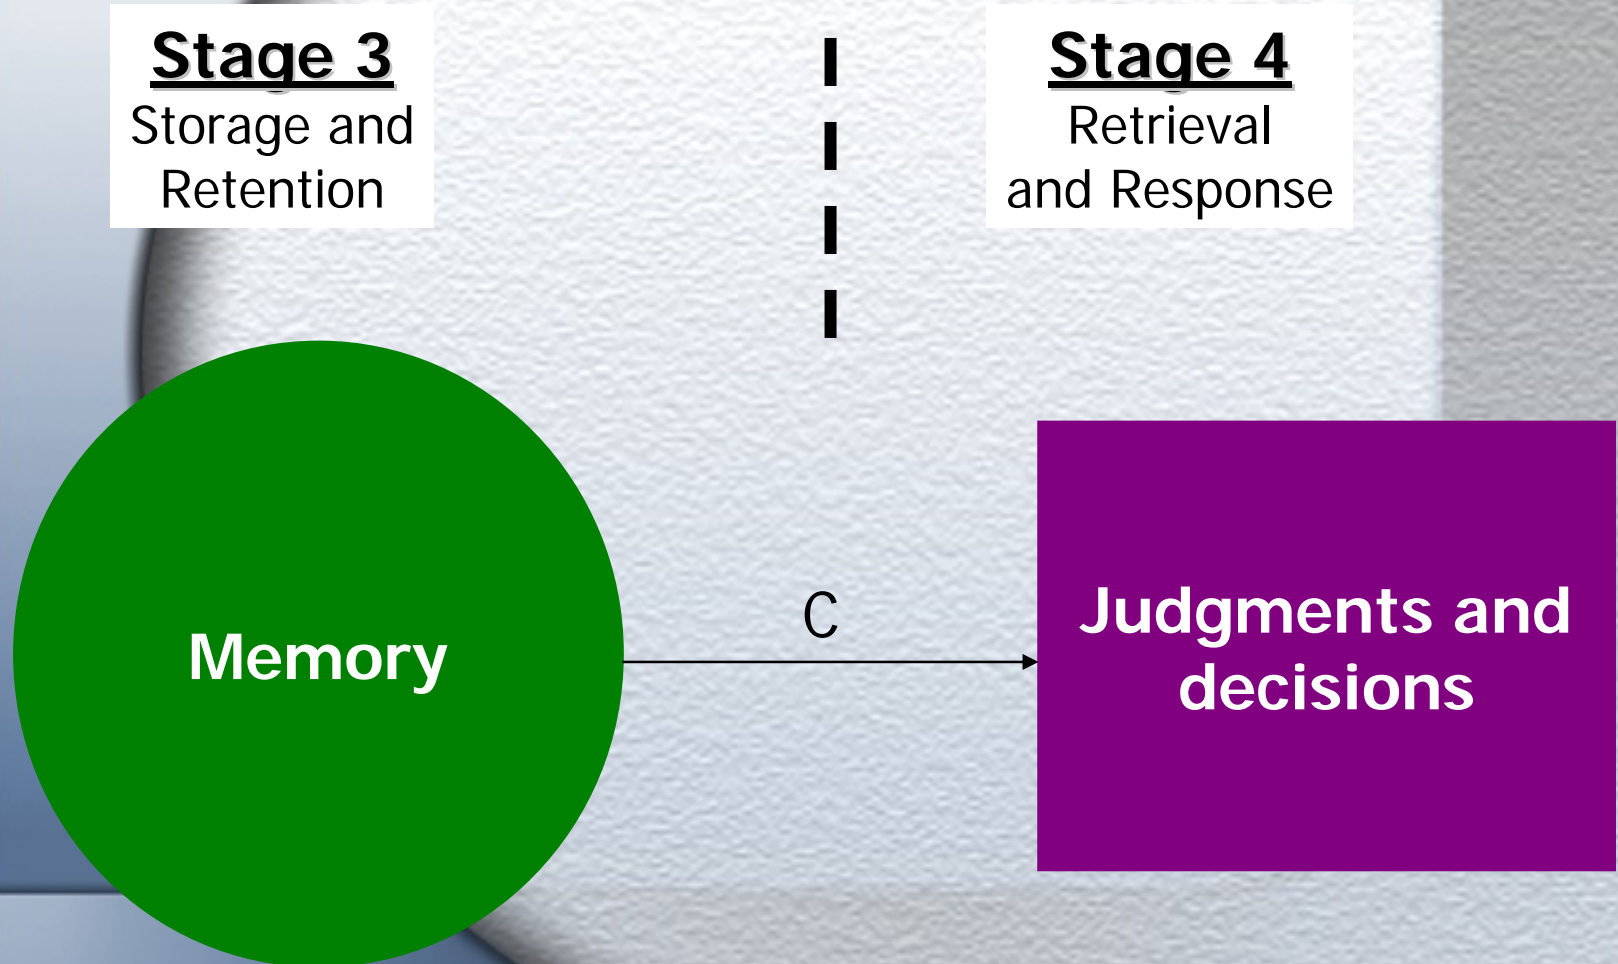 Stage 3
Storage and
Retention
Stage 4
Retrieval
and Response
Memory
C
Judgments and
decisions